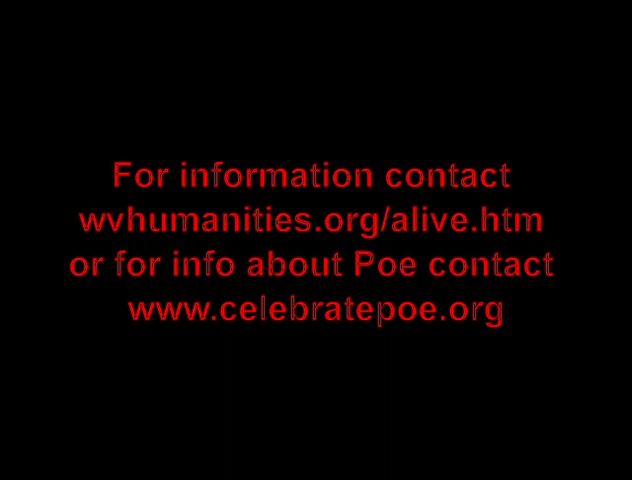 For information contact
wvhumanities.org/alive.htm
or for info about Poe contact
www.celebratepoe.org